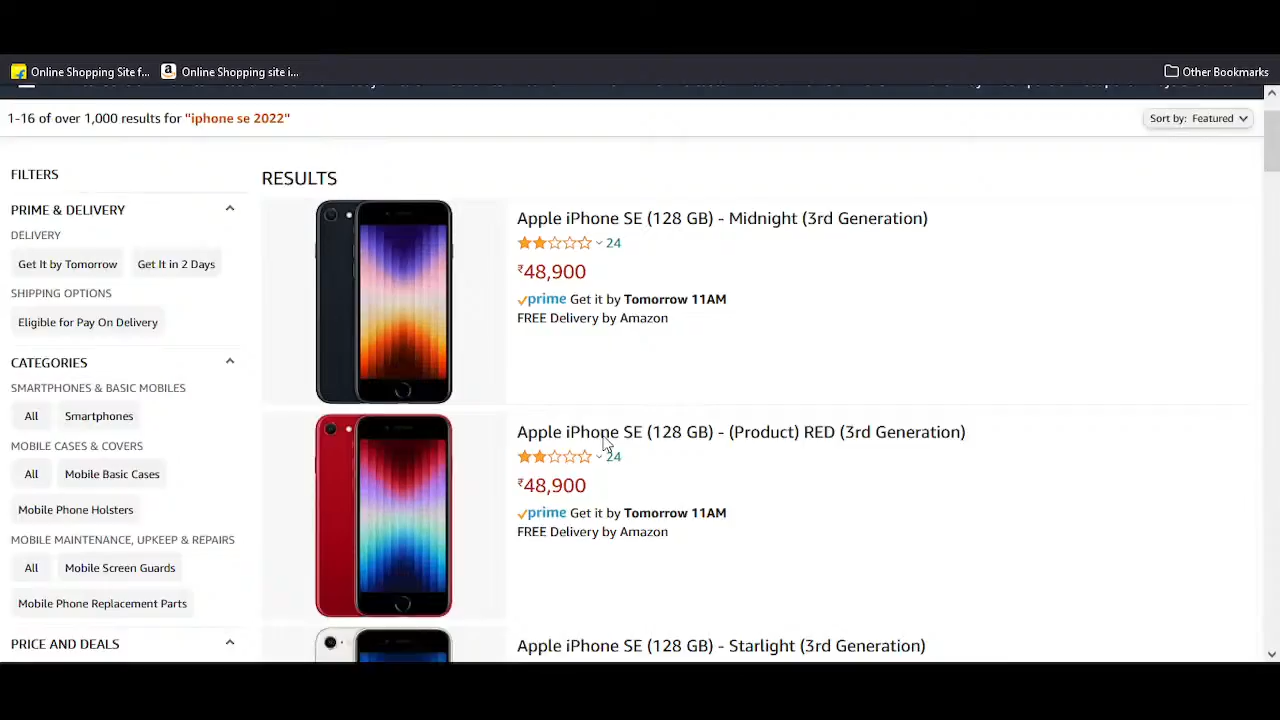 Online Shopping Site f...
Online Shopping site i...
Other Bookmarks
1-16 of over 1,000 results for "iphone se 2022"
Sort by: Featured
FILTERS
PRIME & DELIVERY
DELIVERY
Get It by Tomorrow
Get It in 2 Days
SHIPPING OPTIONS
Eligible for Pay On Delivery
CATEGORIES
SMARTPHONES & BASIC MOBILES
All
Smartphones
MOBILE CASES & COVERS
All
Mobile Basic Cases
Mobile Phone Holsters
MOBILE MAINTENANCE, UPKEEP & REPAIRS
All
Mobile Screen Guards
Mobile Phone Replacement Parts
PRICE AND DEALS
RESULTS
Apple iPhone SE (128 GB) - Midnight (3rd Generation)
24
₹48,900
prime Get it by Tomorrow 11AM
FREE Delivery by Amazon
Apple iPhone SE (128 GB) - (Product) RED (3rd Generation)
24
₹48,900
prime Get it by Tomorrow 11AM
FREE Delivery by Amazon
Apple iPhone SE (128 GB) - Starlight (3rd Generation)